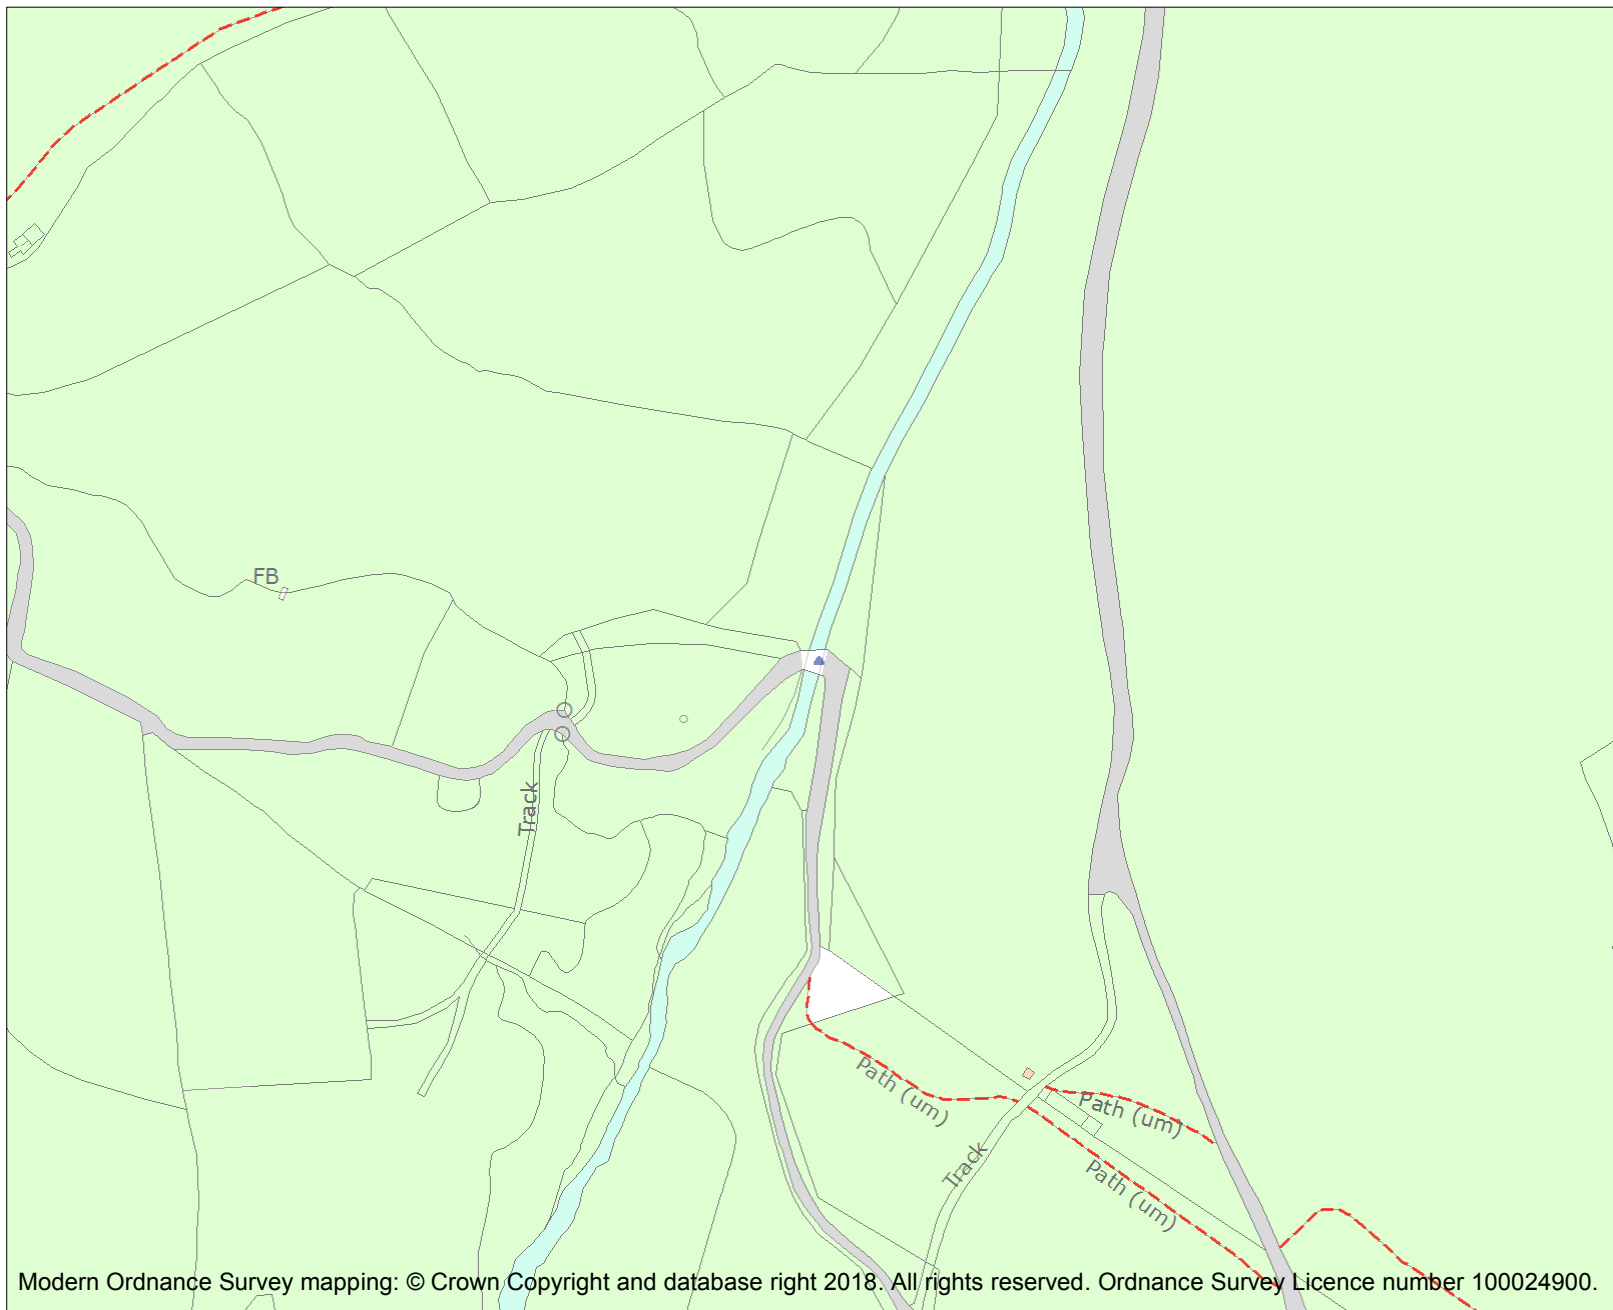 FB
Track
Path (um)
Path (um)
Track
Path (um)
Modern Ordnance Survey mapping: © Crown Copyright and database right 2018. All rights reserved. Ordnance Survey Licence number 100024900.